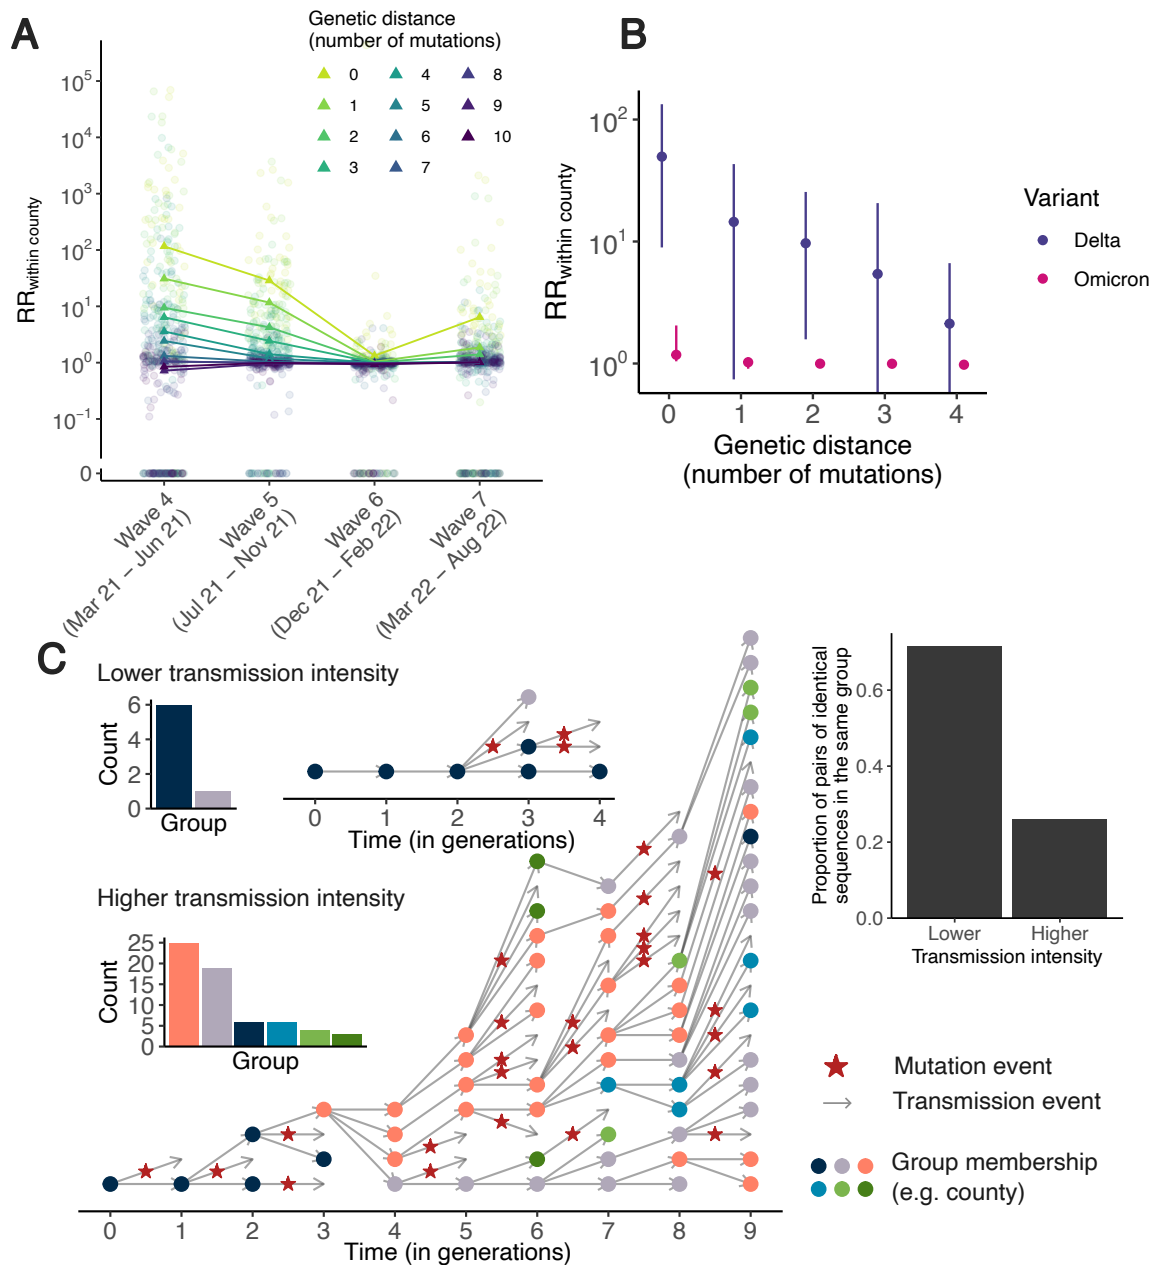 A
Genetic distance
(number of mutations)
0
4
8
1
5
9
2
6
10
3
7
RRwithin county
10^5
10^4
10^3
10^2
10^1
10^0
10^−1
0
Wave 4
(Mar 21 − Jun 21)
Wave 5
(Jul 21 − Nov 21)
Wave 6
(Dec 21 − Feb 22)
Wave 7
(Mar 22 − Aug 22)
B
RRwithin county
10^2
10^1
10^0
0 1 2 3 4
Genetic distance
(number of mutations)
Variant
Delta
Omicron
C
Lower transmission intensity
Count
6
4
2
0
Group
0 1 2 3 4
Time (in generations)
Higher transmission intensity
Count
25
20
15
10
5
0
Group
0 1 2 3 4 5 6 7 8 9
Time (in generations)
Proportion of pairs of identical
sequences in the same group
0.6
0.4
0.2
0.0
Lower Higher
Transmission intensity
Mutation event
Transmission event
Group membership
(e.g. county)